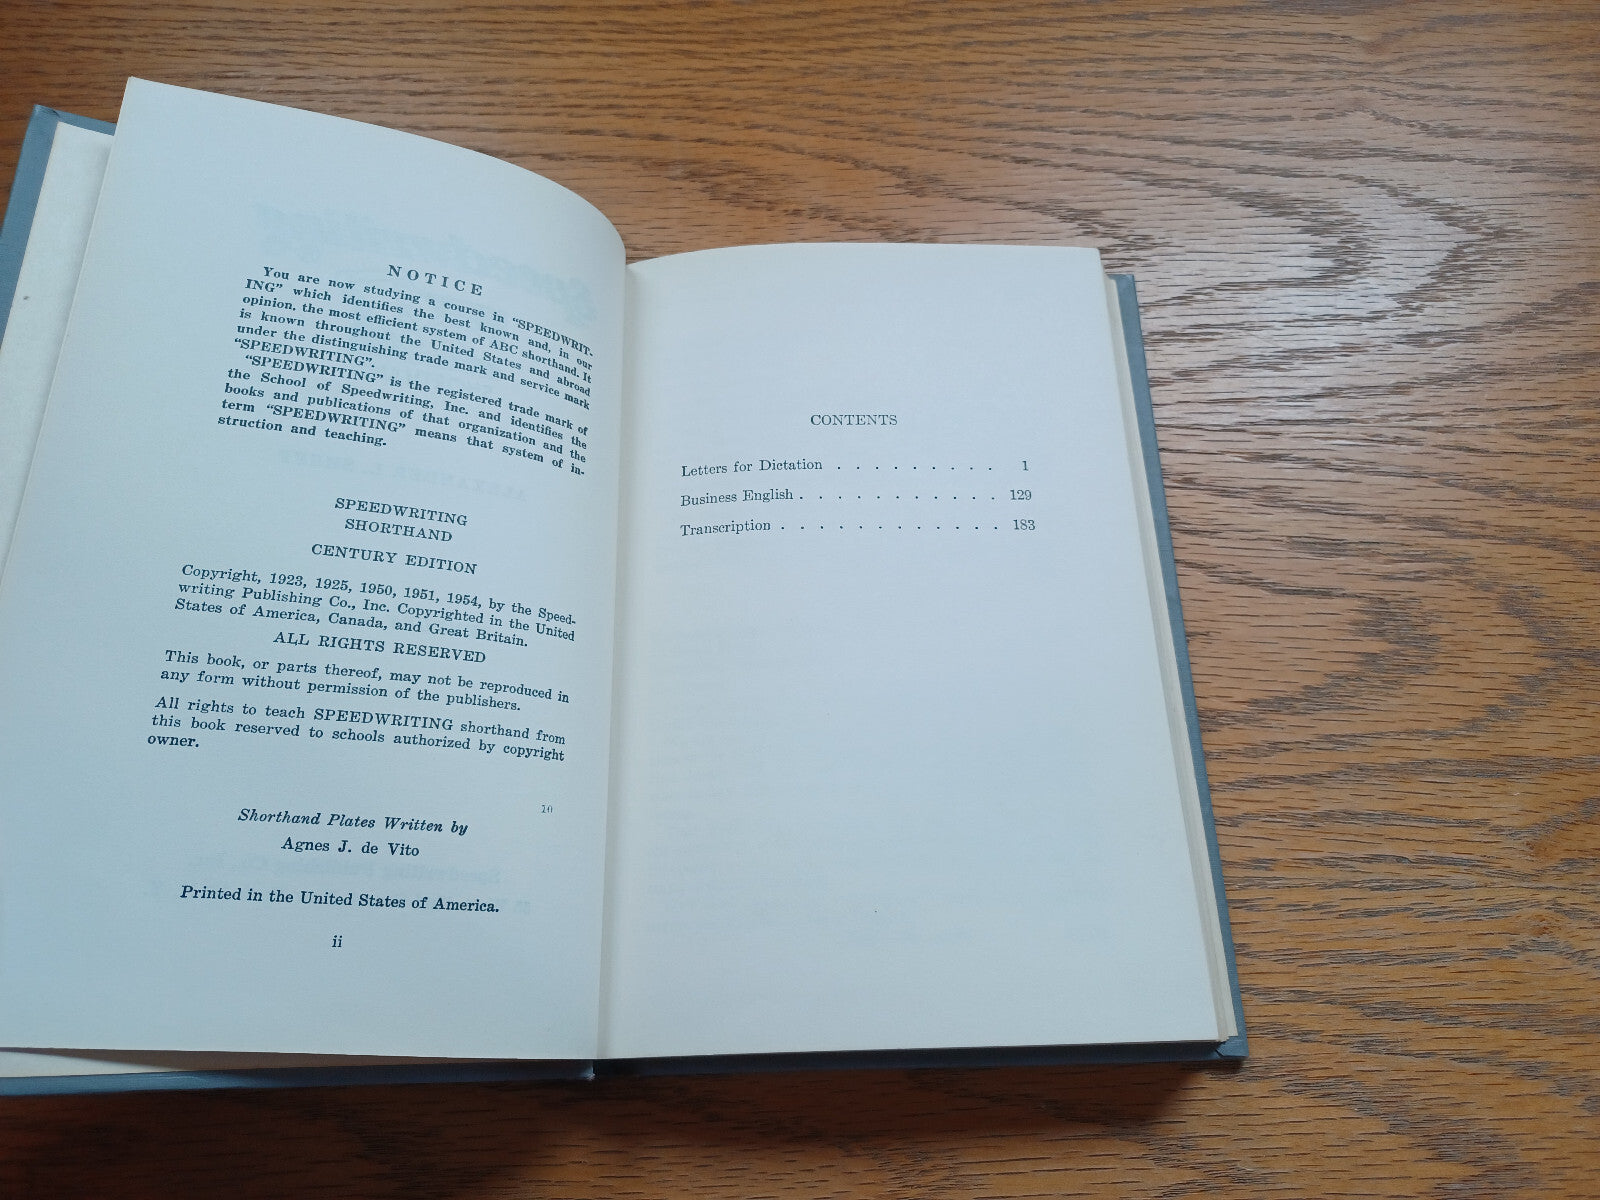 NOTICE
You are now studying a course in "SPEEDWRIT-
ING" which identifies the best known and, in our
opinion. the most efficient system of ABC shorthand. It
is known throughout the United States and abroad
under the distinguishing trade mark and service mark
"SPEEDWRITING".
"SPEEDWRITING" is the registered trade mark of
the School of Speedwriting, Inc. and identifies the
books and publications of that organization and the
term "SPEEDWRITING" means that system of in-
struction and teaching.
SPEEDWRITING
SHORTHAND
CENTURY EDITION
Copyright, 1923, 1925, 1950, 1951, 1954, by the Speed-
writing Publishing Co., Inc. Copyrighted in the United
States of America, Canada, and Great Britain.
ALL RIGHTS RESERVED
This book, or parts thereof, may not be reproduced in
any form without permission of the publishers.
All rights to teach SPEEDWRITING shorthand from
this book reserved to schools authorized by copyright
owner.
10
Shorthand Plates Written by
Agnes J. de Vito
Printed in the United States of America.
ii
CONTENTS
Letters for Dictation . . . . . . . . . 1
Business English . . . . . . . . . . . 129
Transcription . . . . . . . . . . . . 183